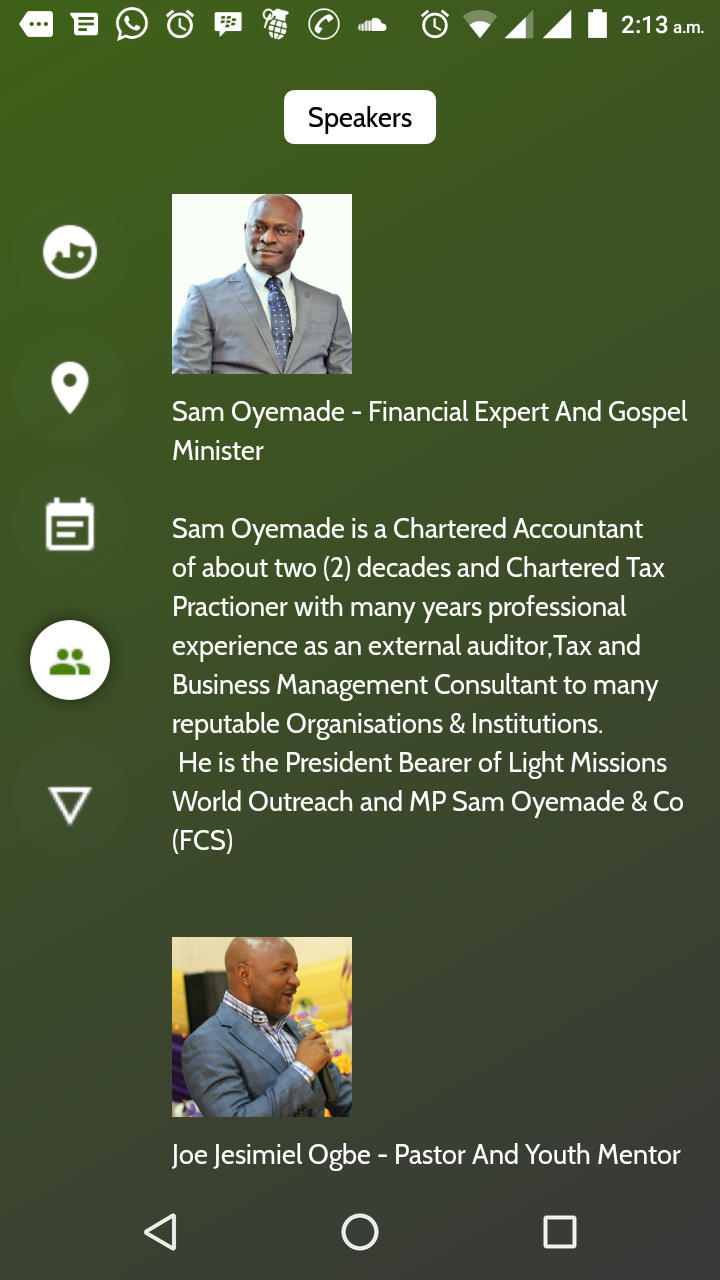 2:13 a.m.
Speakers
Sam Oyemade - Financial Expert And Gospel
Minister
Sam Oyemade is a Chartered Accountant
of about two (2) decades and Chartered Tax
Practioner with many years professional
experience as an external auditor,Tax and
Business Management Consultant to many
reputable Organisations & Institutions.
He is the President Bearer of Light Missions
World Outreach and MP Sam Oyemade & Co
(FCS)
Joe Jesimiel Ogbe - Pastor And Youth Mentor